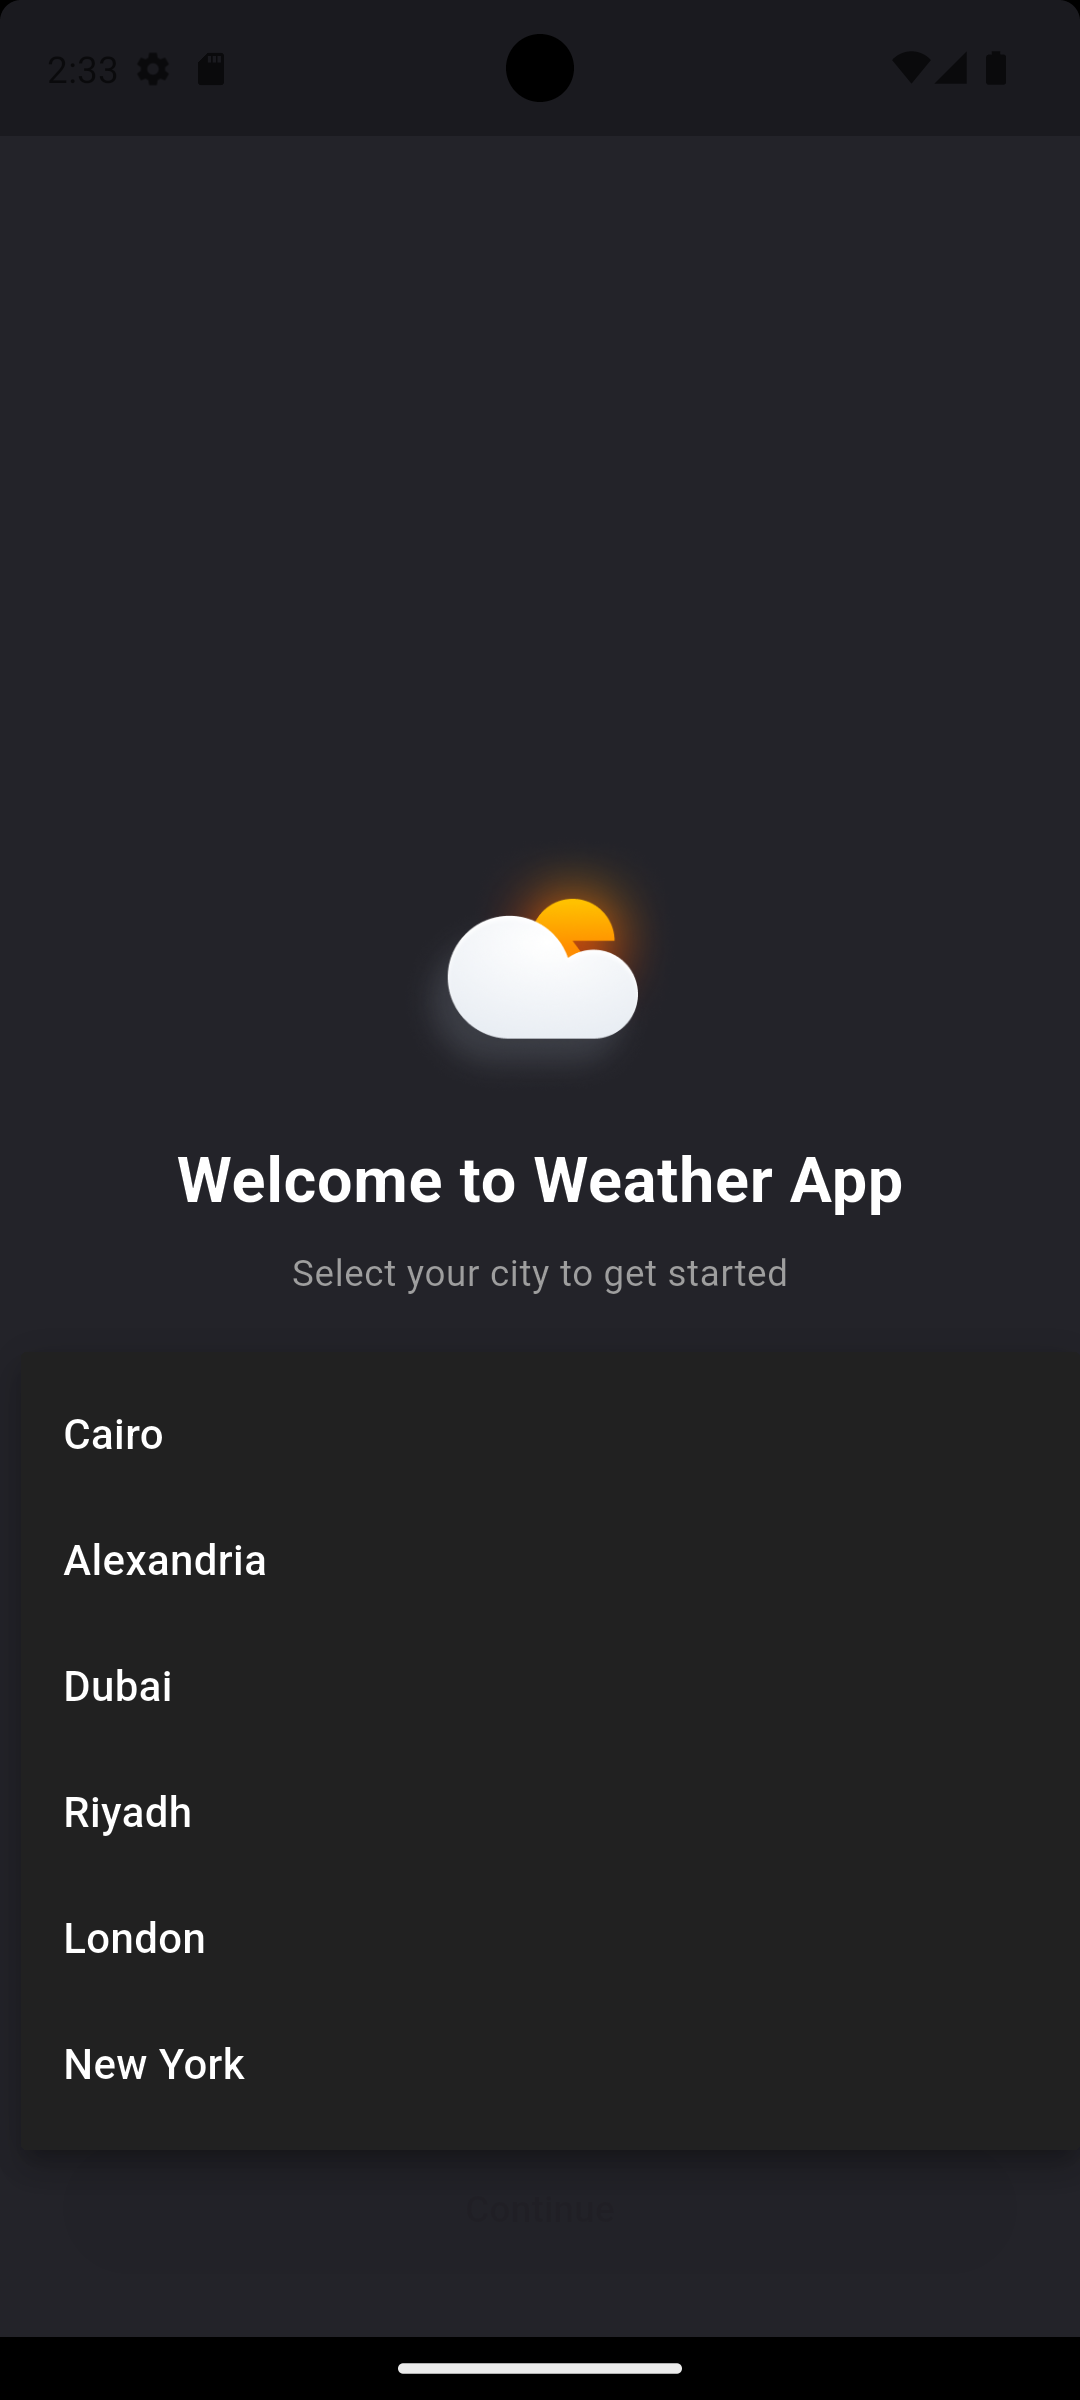 2:33
Welcome to Weather App
Select your city to get started
Cairo
Alexandria
Dubai
Riyadh
London
New York
Continue